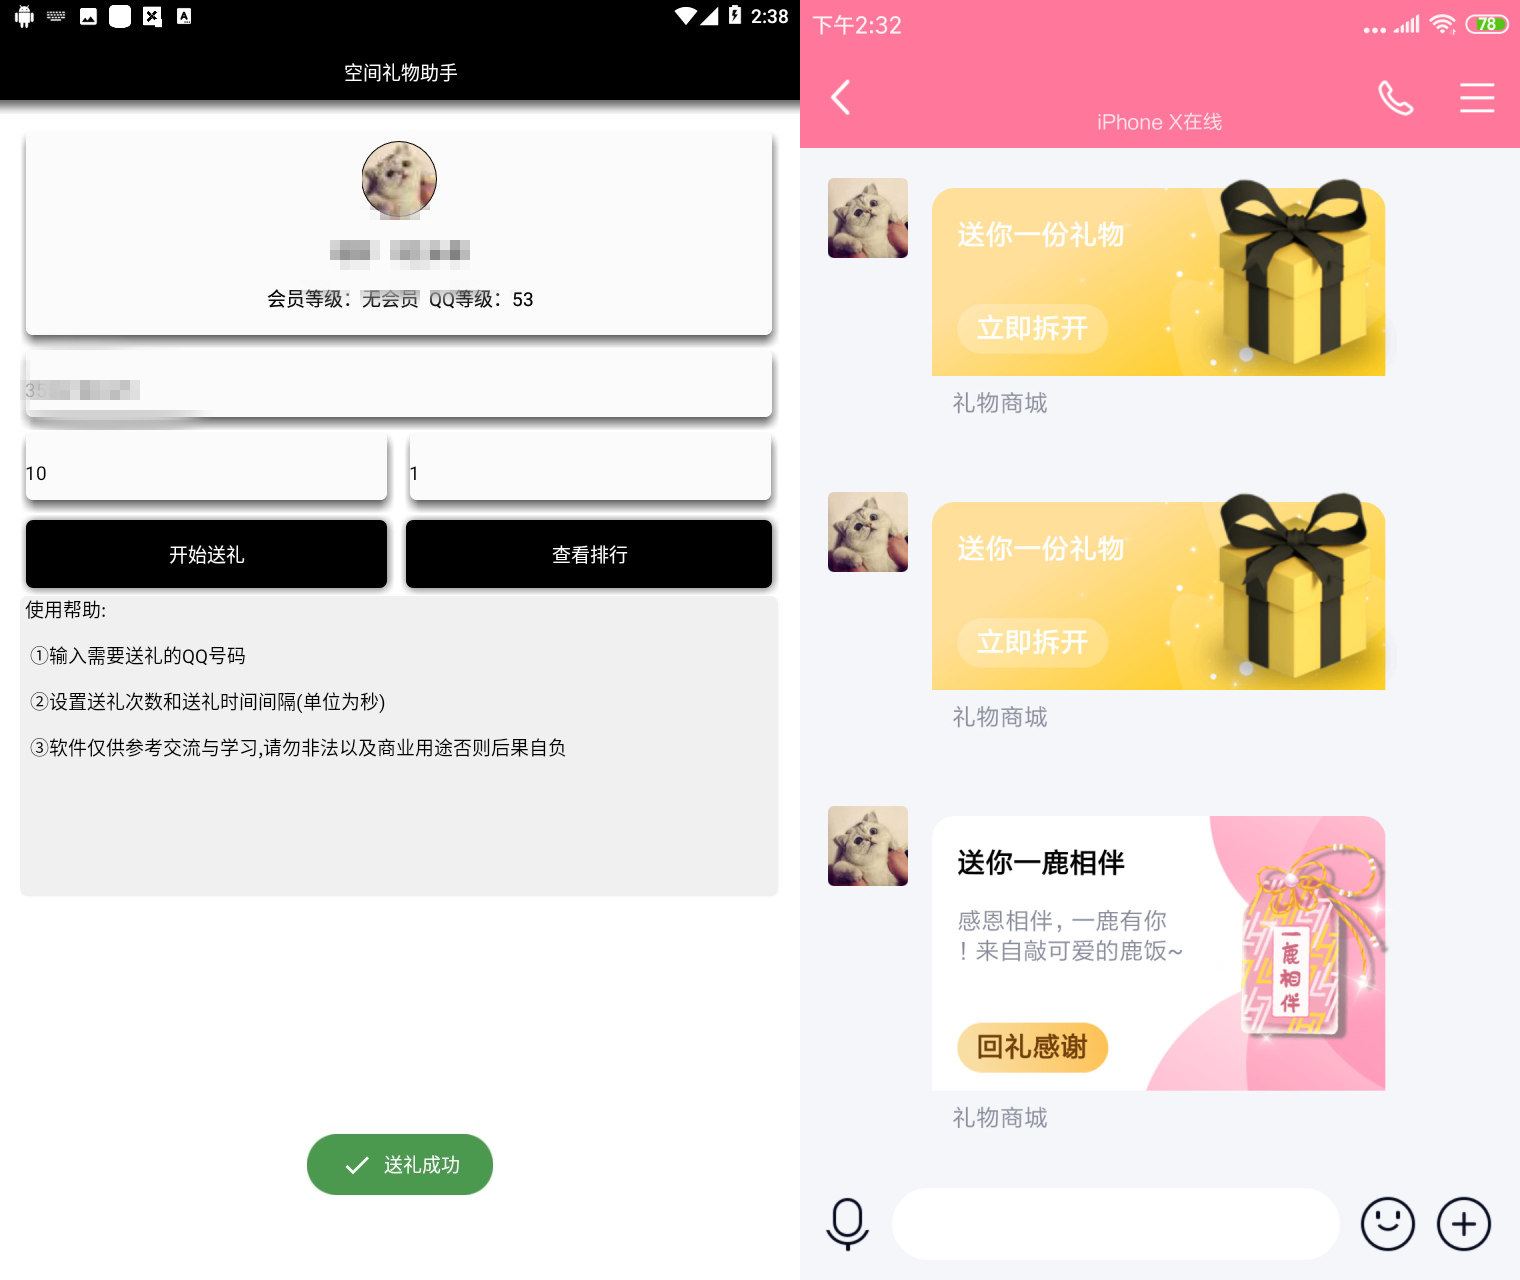 2:38
空间礼物助手
会员等级：无会员 QQ等级：53
35
10
1
开始送礼
查看排行
使用帮助:
①输入需要送礼的QQ号码
②设置送礼次数和送礼时间间隔(单位为秒)
③软件仅供参考交流与学习,请勿非法以及商业用途否则后果自负
送礼成功
下午2:32
78
iPhone X在线
送你一份礼物
立即拆开
礼物商城
送你一份礼物
立即拆开
礼物商城
送你一鹿相伴
感恩相伴，一鹿有你
！来自敲可爱的鹿饭~
一鹿相伴
回礼感谢
礼物商城